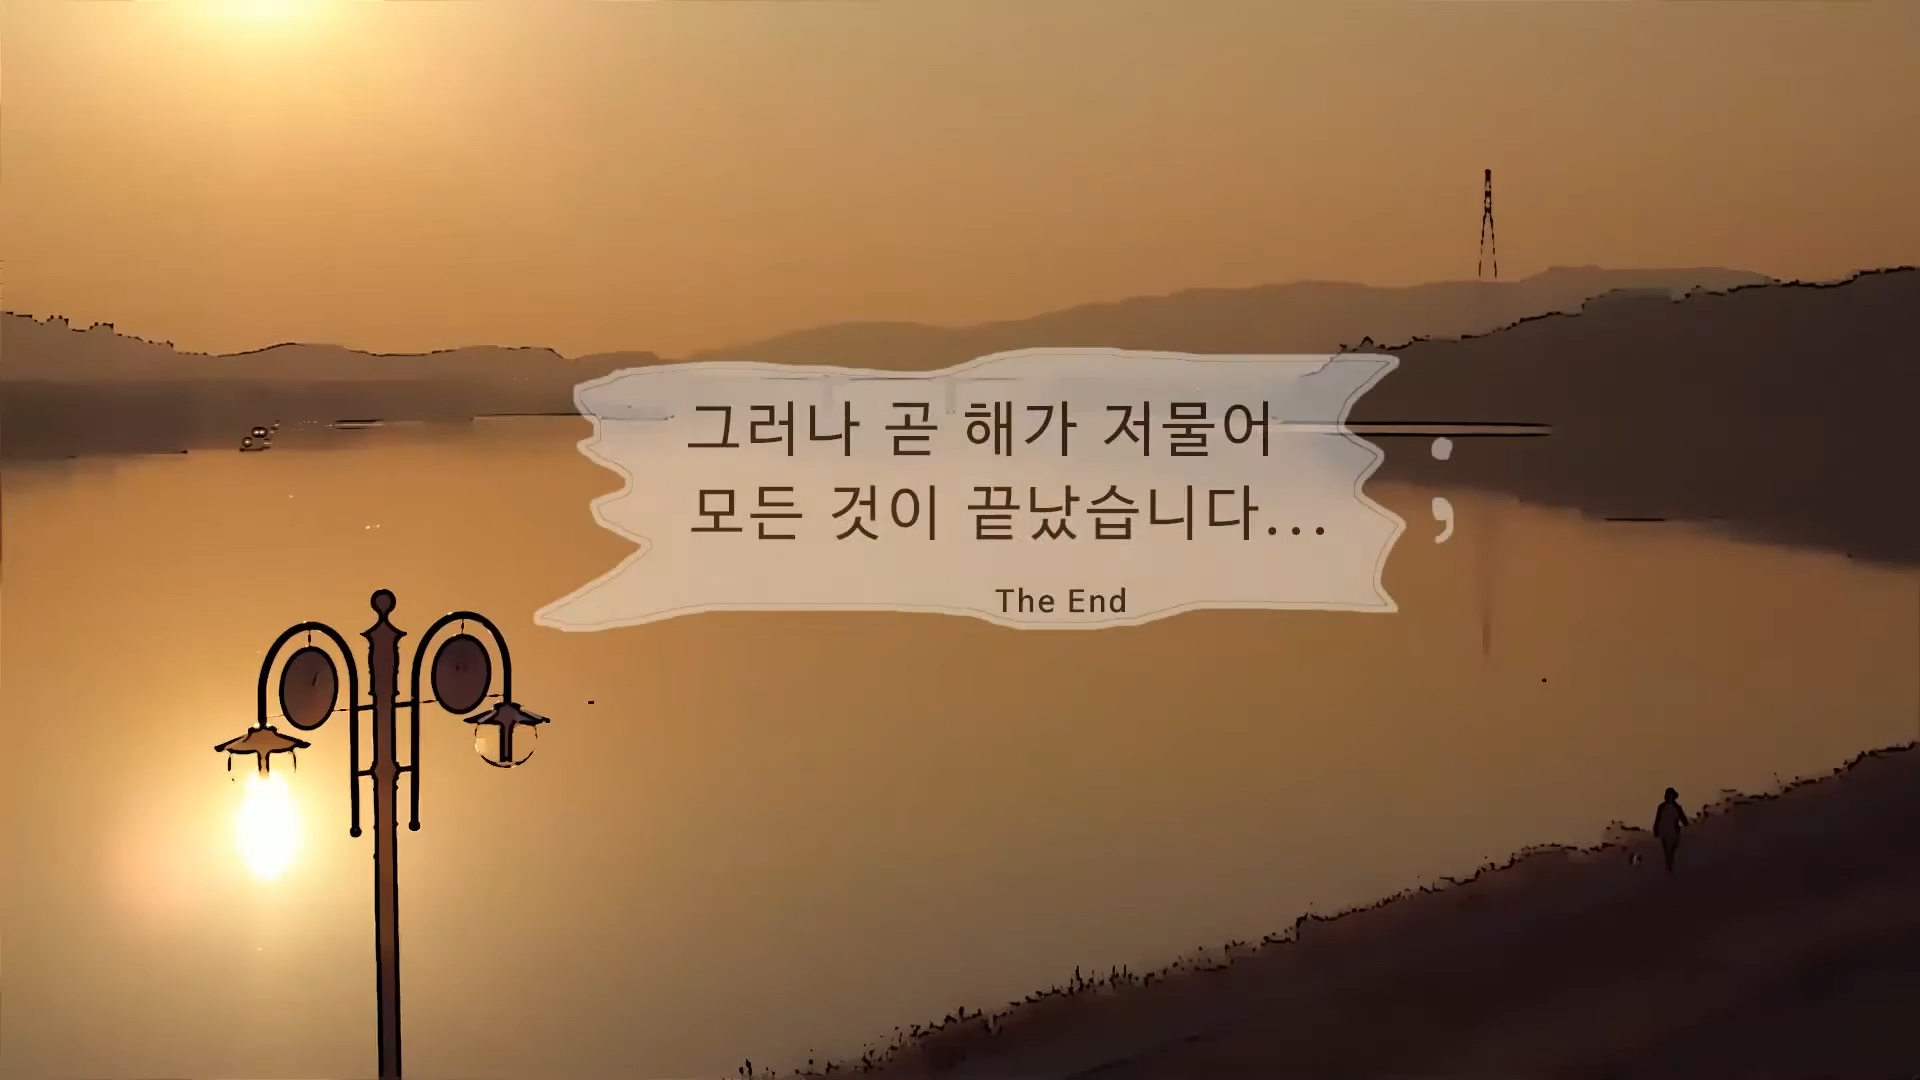 그러나 곧 해가 저물어
모든 것이 끝났습니다...
The End
;